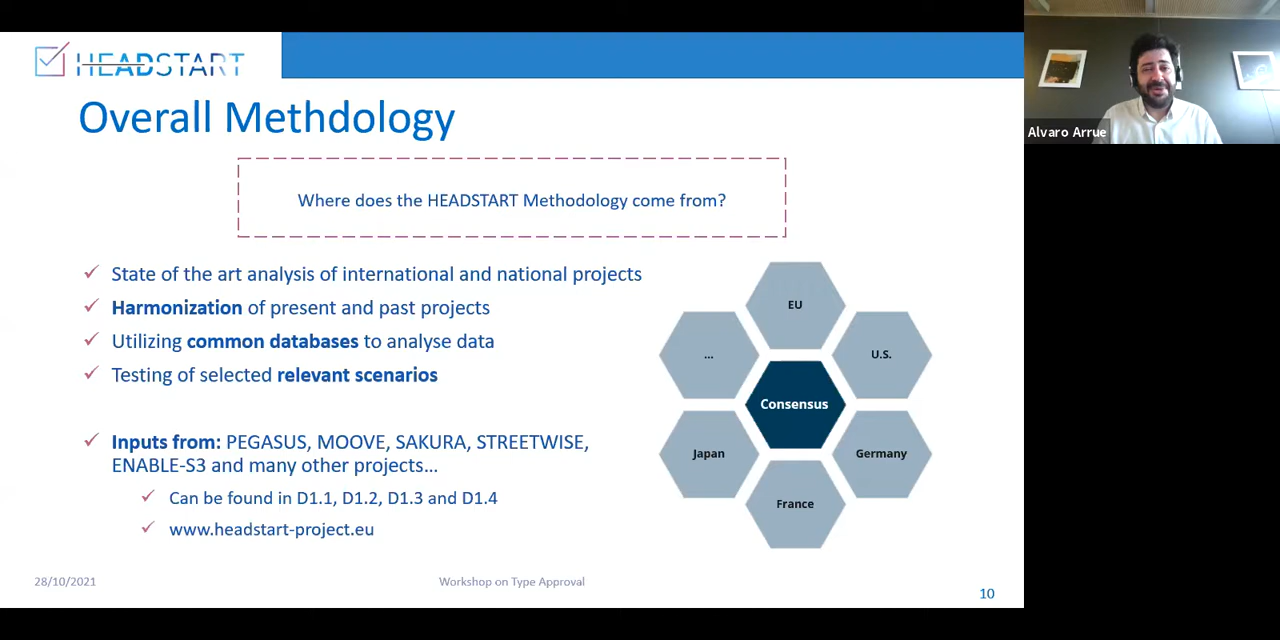 HEADSTART
Overall Methdology
Where does the HEADSTART Methodology come from?
State of the art analysis of international and national projects
Harmonization of present and past projects
Utilizing common databases to analyse data
Testing of selected relevant scenarios
Inputs from: PEGASUS, MOOVE, SAKURA, STREETWISE,
ENABLE-S3 and many other projects…
Can be found in D1.1, D1.2, D1.3 and D1.4
www.headstart-project.eu
EU
...
U.S.
Consensus
Japan
Germany
France
28/10/2021
Workshop on Type Approval
10
Alvaro Arrue